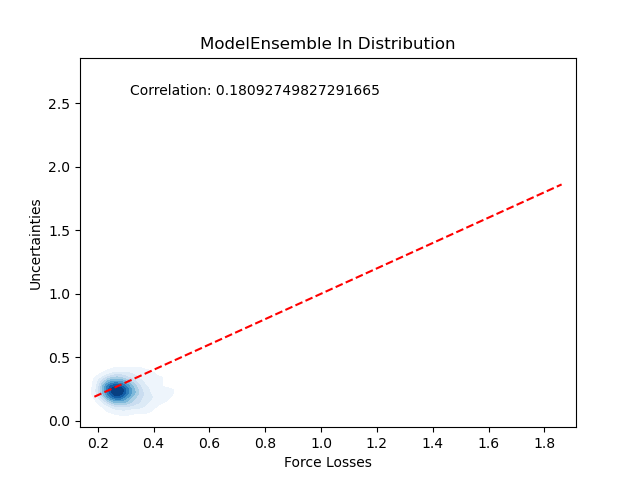 ModelEnsemble In Distribution
Correlation: 0.18092749827291665
Uncertainties
2.5
2.0
1.5
1.0
0.5
0.0
0.2 0.4 0.6 0.8 1.0 1.2 1.4 1.6 1.8
Force Losses